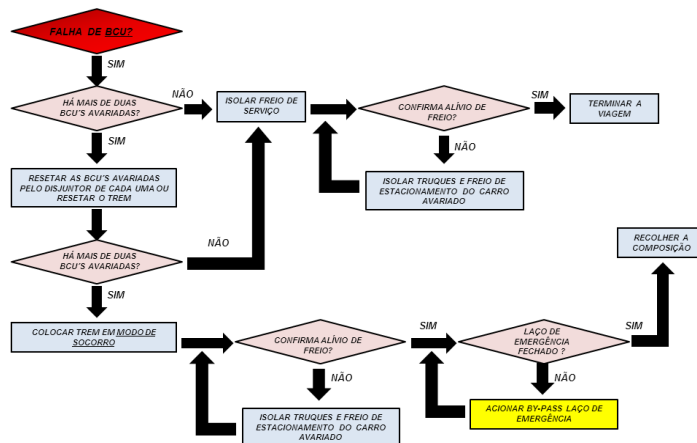 FALHA DE BCU?
SIM
HÁ MAIS DE DUAS
BCU'S AVARIADAS?
NÃO
ISOLAR FREIO DE
SERVIÇO
CONFIRMA ALÍVIO DE
FREIO?
SIM
TERMINAR A
VIAGEM
SIM
NÃO
RESETAR AS BCU'S AVARIADAS
PELO DISJUNTOR DE CADA UMA OU
RESETAR O TREM
ISOLAR TRUQUES E FREIO DE
ESTACIONAMENTO DO CARRO
AVARIADO
HÁ MAIS DE DUAS
BCU'S AVARIADAS?
NÃO
RECOLHER A
COMPOSIÇÃO
SIM
COLOCAR TREM EM MODO DE
SOCORRO
CONFIRMA ALÍVIO DE
FREIO?
SIM
LAÇO DE
EMERGÊNCIA
FECHADO ?
SIM
NÃO
NÃO
ISOLAR TRUQUES E FREIO DE
ESTACIONAMENTO DO CARRO
AVARIADO
ACIONAR BY-PASS LAÇO DE
EMERGÊNCIA